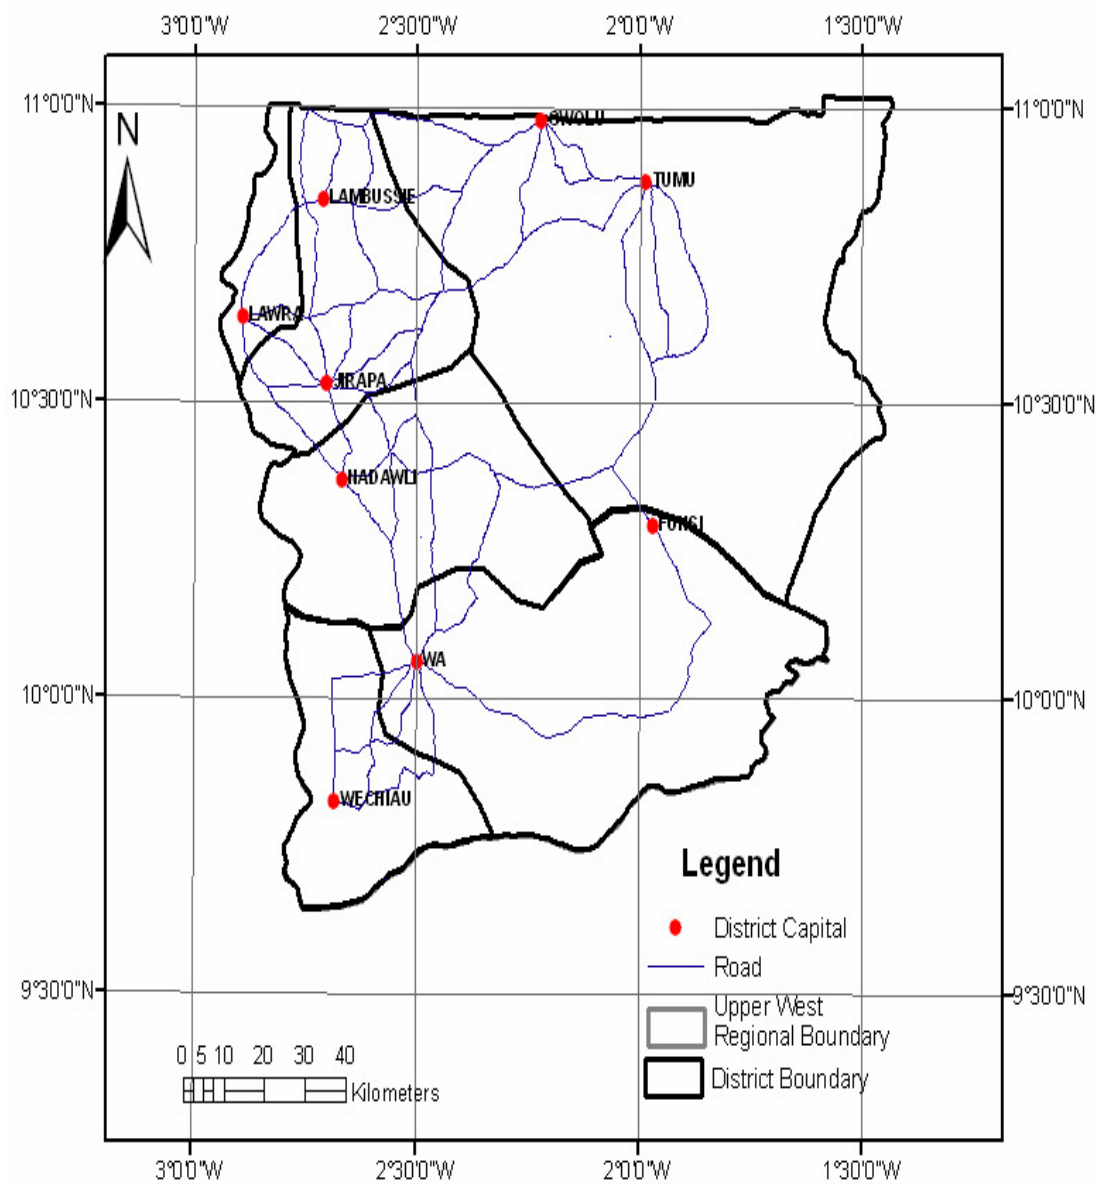 3°0'0"W 2°30'0"W 2°0'0"W 1°30'0"W
11°0'0"N 11°0'0"N
N
GWOLU
TUMU
LAMBUSSIE
LAWRA
JIRAPA
10°30'0"N 10°30'0"N
NADAWLI
FUNSI
WA
10°0'0"N 10°0'0"N
WECHIAU
Legend
District Capital
Road
9°30'0"N 9°30'0"N
Upper West
Regional Boundary
District Boundary
0 5 10 20 30 40
Kilometers
3°0'0"W 2°30'0"W 2°0'0"W 1°30'0"W